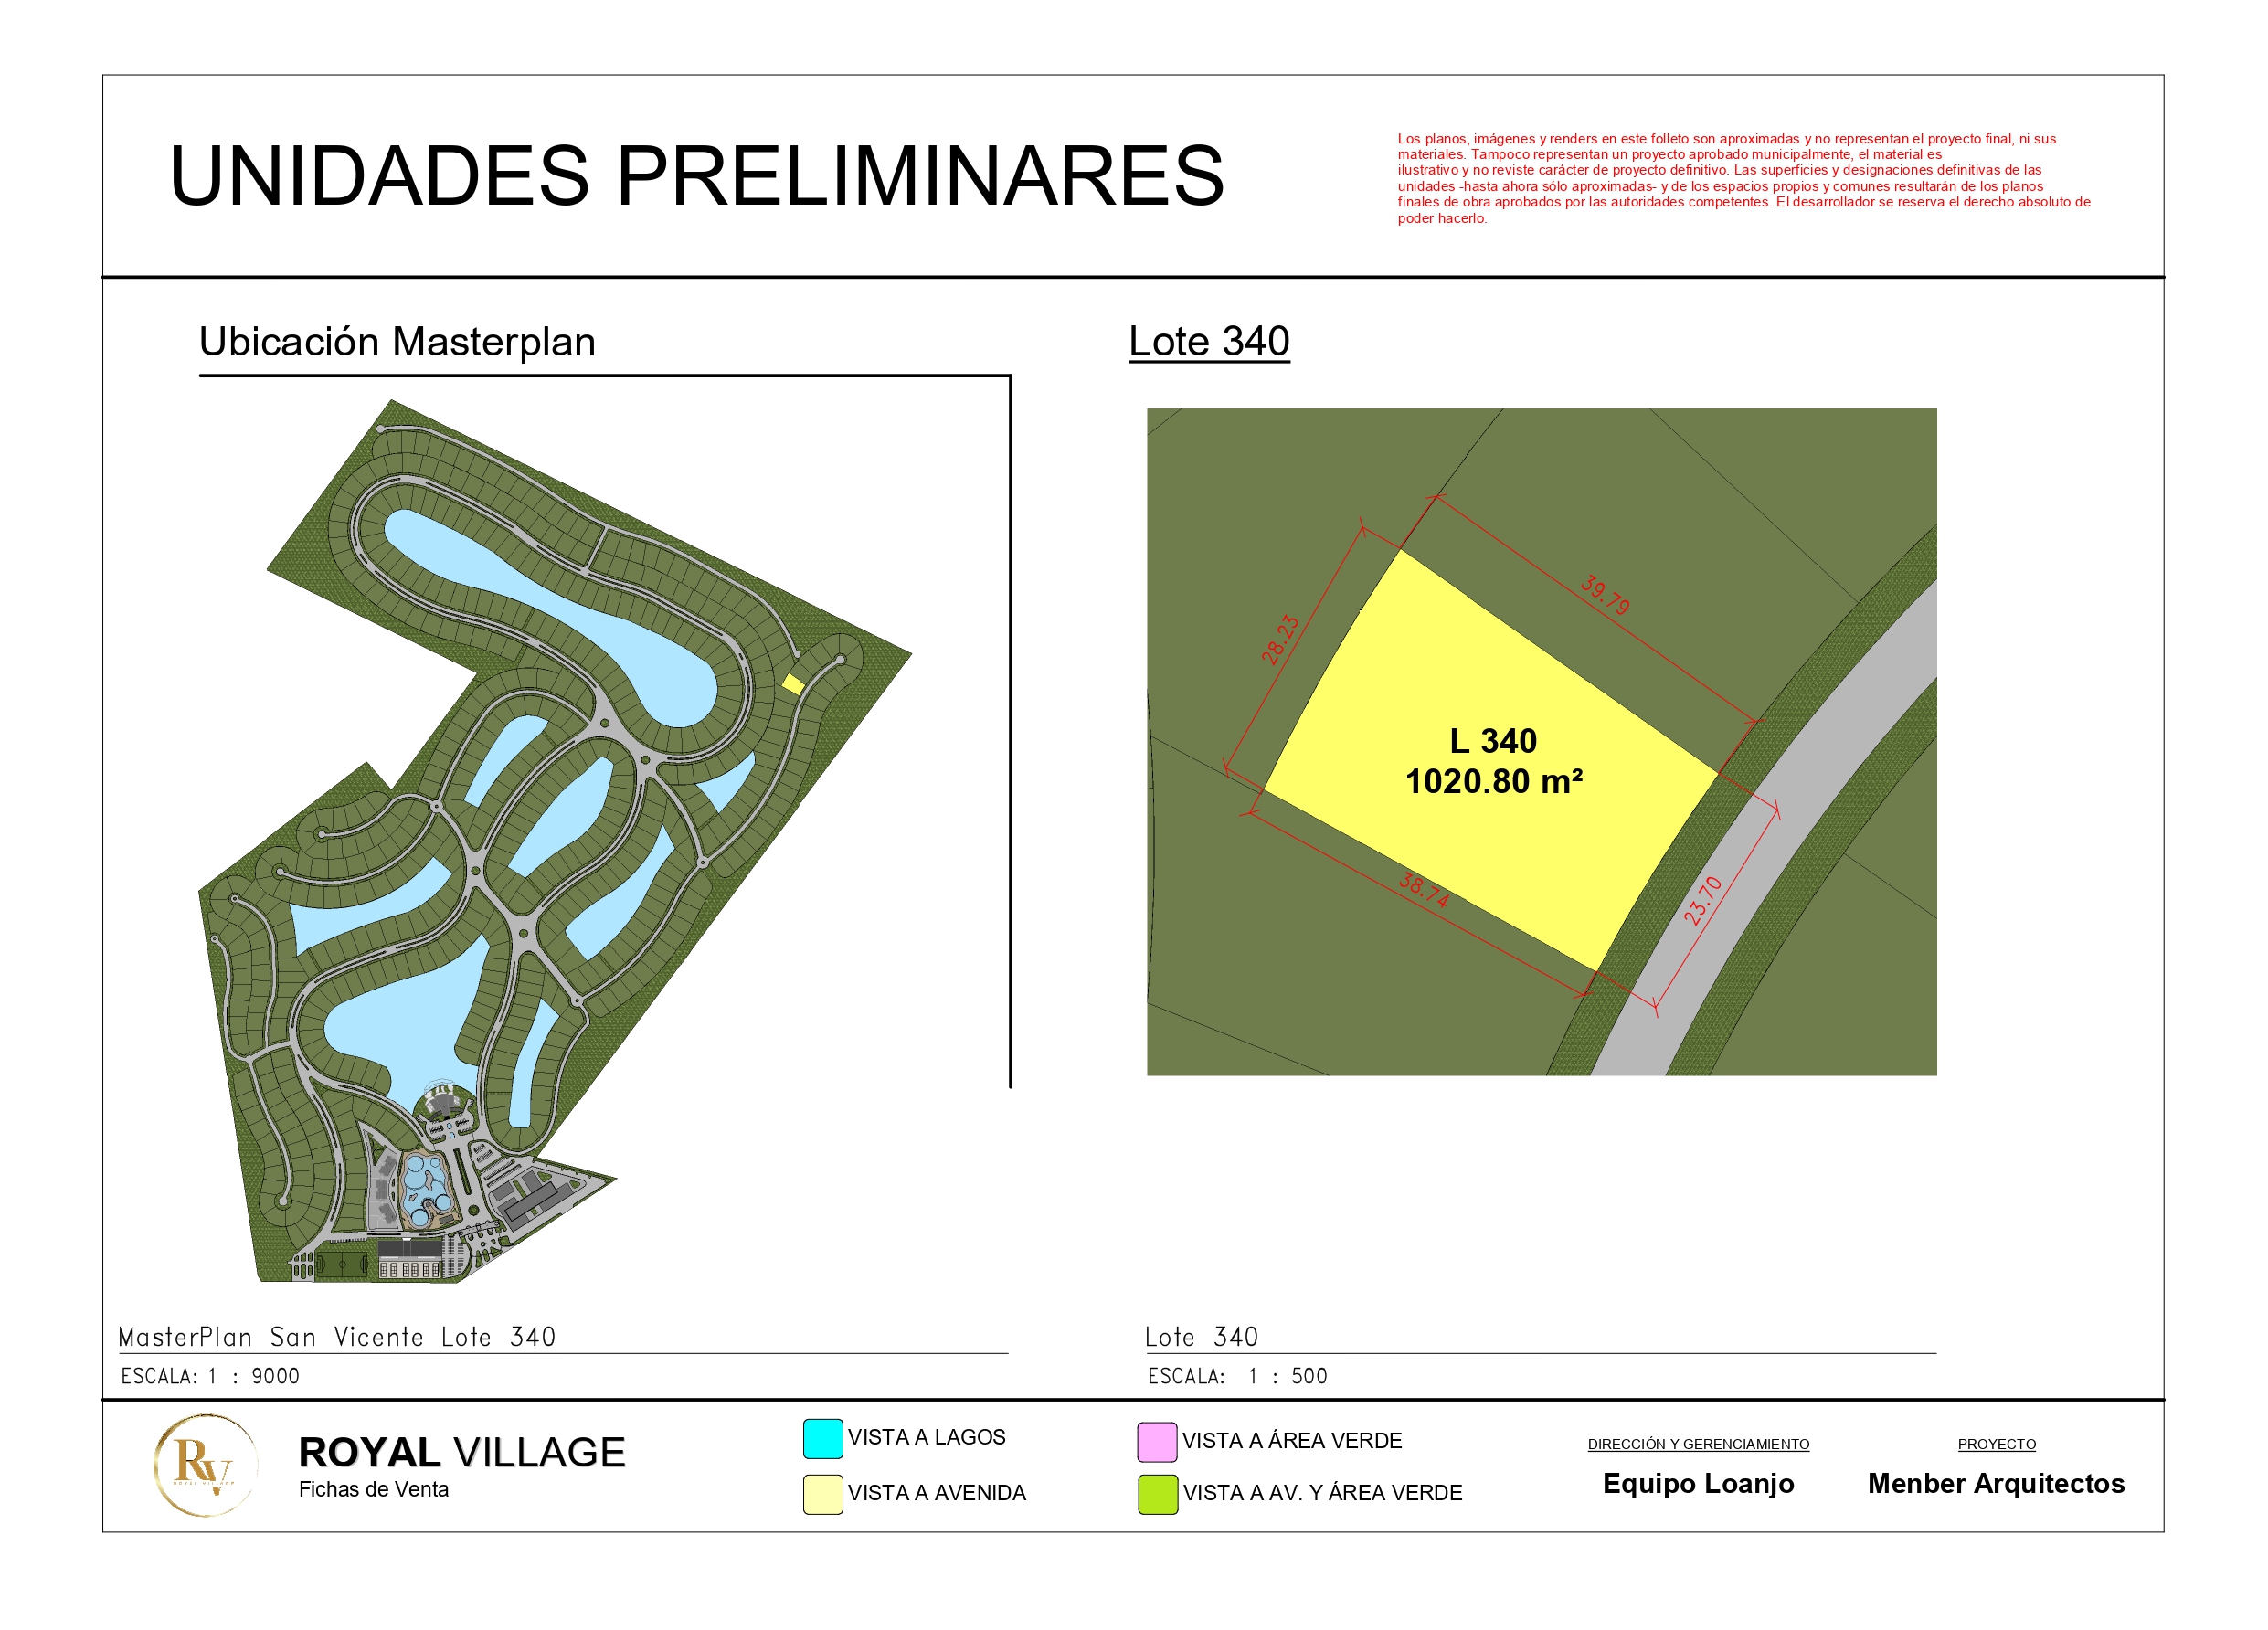 UNIDADES PRELIMINARES
Los planos, imágenes y renders en este folleto son aproximadas y no representan el proyecto final, ni sus
materiales. Tampoco representan un proyecto aprobado municipalmente, el material es
ilustrativo y no reviste carácter de proyecto definitivo. Las superficies y designaciones definitivas de las
unidades -hasta ahora sólo aproximadas- y de los espacios propios y comunes resultarán de los planos
finales de obra aprobados por las autoridades competentes. El desarrollador se reserva el derecho absoluto de
poder hacerlo.
Ubicación Masterplan
Lote 340
39.79
28.23
L 340
1020.80 m²
38.74
23.70
MasterPlan San Vicente Lote 340
ESCALA: 1 : 9000
Lote 340
ESCALA: 1 : 500
RV
ROYAL VILLAGE
ROYAL VILLAGE
Fichas de Venta
VISTA A LAGOS
VISTA A AVENIDA
VISTA A ÁREA VERDE
VISTA A AV. Y ÁREA VERDE
DIRECCIÓN Y GERENCIAMIENTO
Equipo Loanjo
PROYECTO
Menber Arquitectos